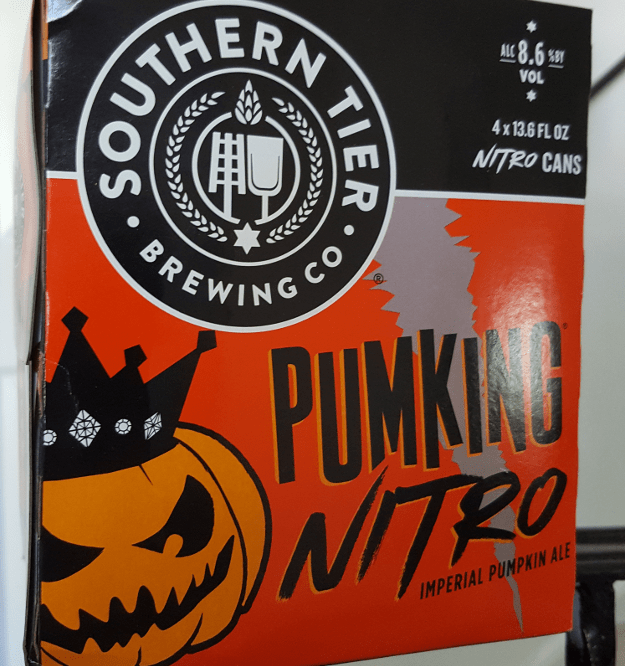 SOUTHERN TIER
• BREWING CO •
®
ALC 8.6 % BY
VOL
4 x 13.6 FL OZ
NITRO CANS
PUMKING®
NITRO
IMPERIAL PUMPKIN ALE